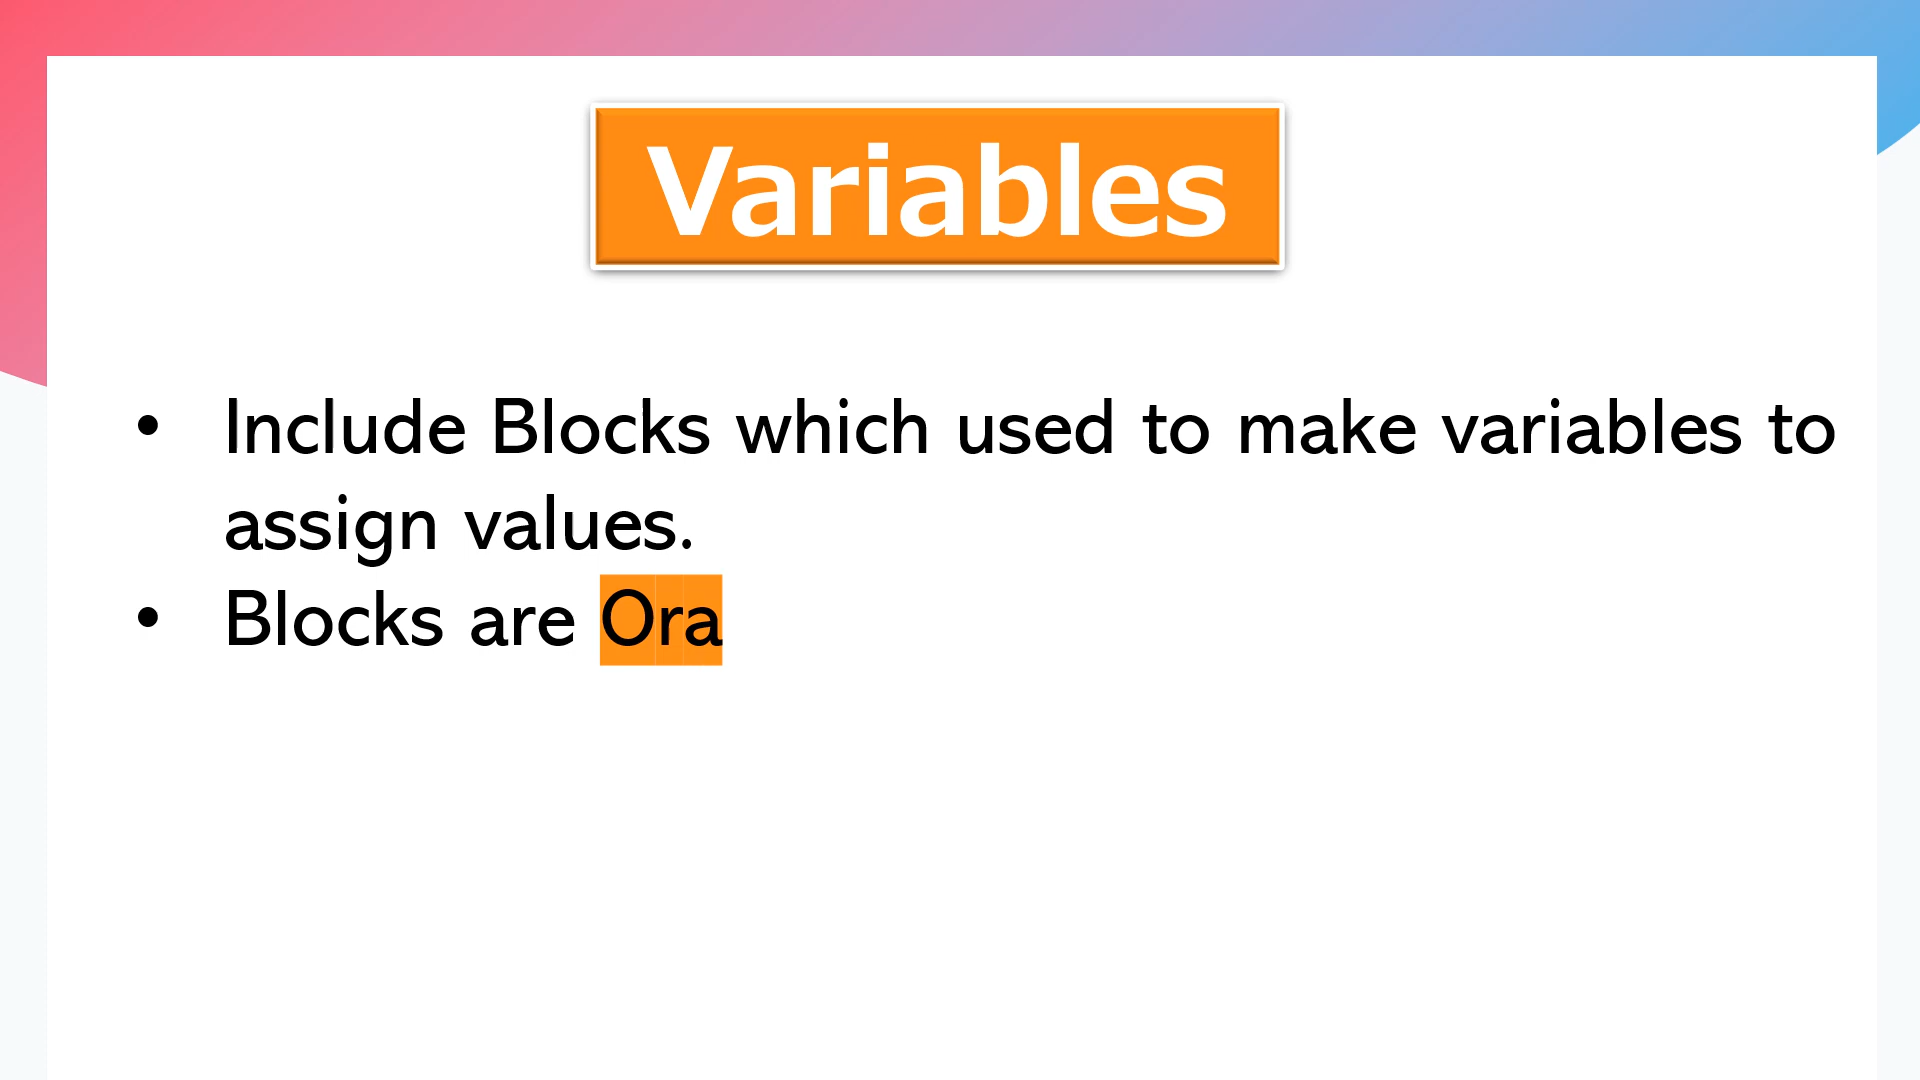 Variables
• Include Blocks which used to make variables to
assign values.
• Blocks are Ora